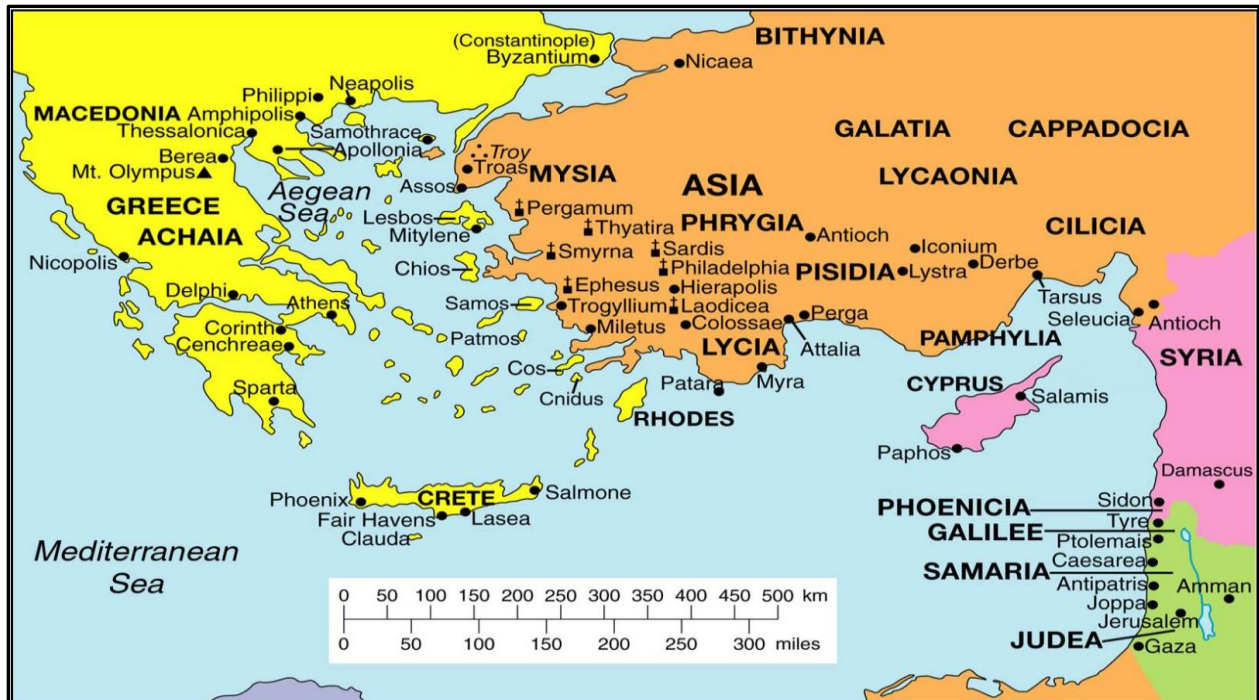 (Constantinople)
Byzantium
BITHYNIA
Nicaea
Neapolis
Philippi
MACEDONIA
Amphipolis
Thessalonica
Samothrace
Apollonia
GALATIA
CAPPADOCIA
Berea
Mt. Olympus
Troy
Troas
MYSIA
ASIA
LYCAONIA
Aegean
Sea
Assos
GREECE
ACHAIA
Lesbos
Mitylene
Pergamum
Thyatira
PHRYGIA
Antioch
CILICIA
Nicopolis
Chios
Smyrna
Sardis
Philadelphia
PISIDIA
Iconium
Lystra
Derbe
Delphi
Athens
Samos
Ephesus
Hierapolis
Tarsus
Seleucia
Antioch
Trogyllium
Laodicea
Perga
Corinth
Cenchreae
Patmos
Miletus
Colossae
Attalia
PAMPHYLIA
LYCIA
SYRIA
Sparta
Cos
Cnidus
Patara
Myra
CYPRUS
Salamis
RHODES
Paphos
Damascus
Phoenix
CRETE
Salmone
Fair Havens
Lasea
Clauda
PHOENICIA
Sidon
GALILEE
Tyre
Ptolemais
Mediterranean
Sea
Caesarea
SAMARIA
Antipatris
Amman
Joppa
Jerusalem
JUDEA
Gaza
0 50 100 150 200 250 300 350 400 450 500 km
0 50 100 150 200 250 300 miles